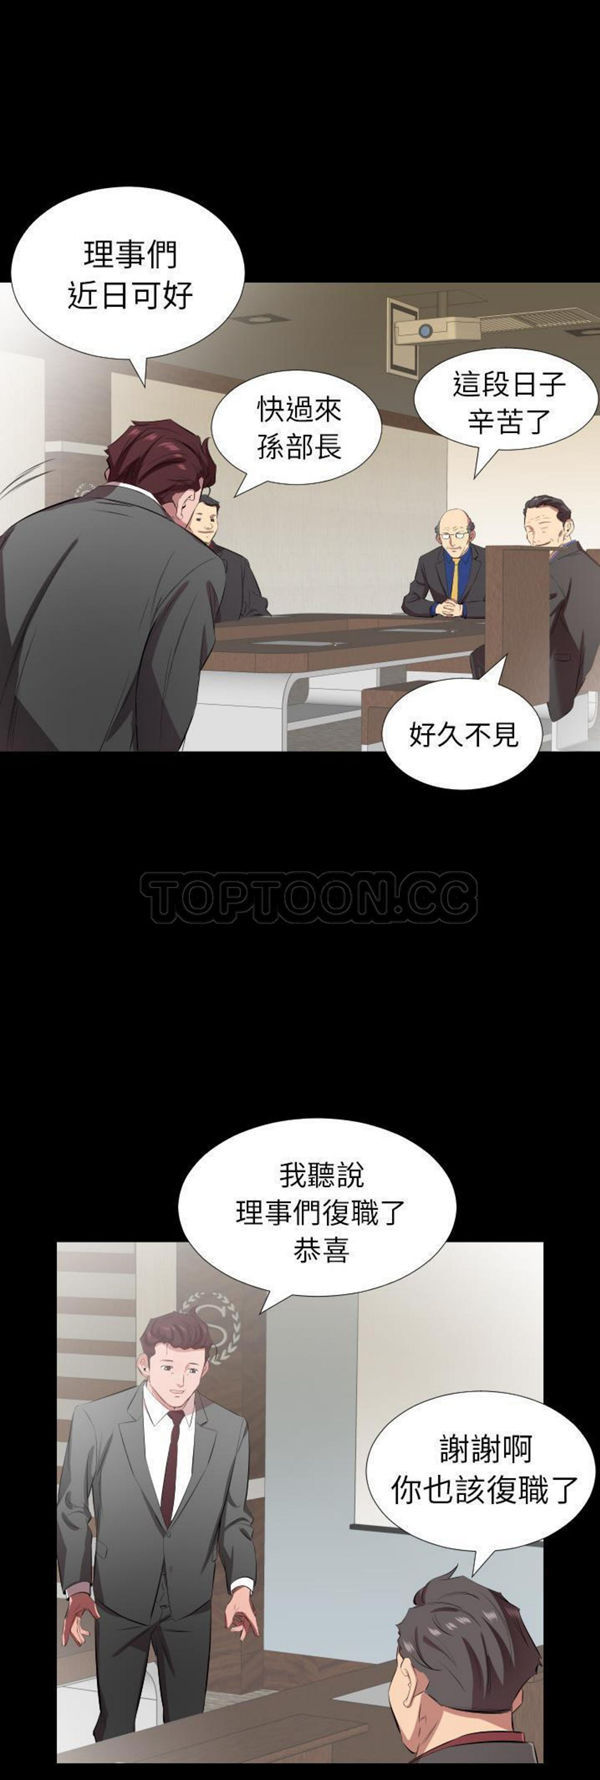 理事們
近日可好
快過來
孫部長
這段日子
辛苦了
好久不見
TOPTOON.CC
我聽說
理事們復職了
恭喜
S
謝謝啊
你也該復職了